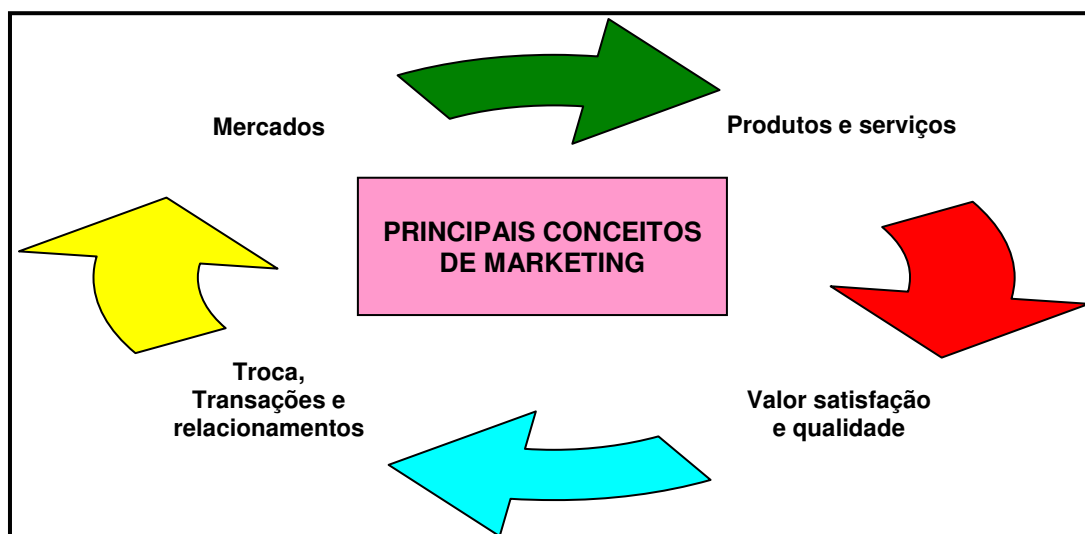 Mercados
Produtos e serviços
PRINCIPAIS CONCEITOS
DE MARKETING
Troca,
Transações e
relacionamentos
Valor satisfação
e qualidade